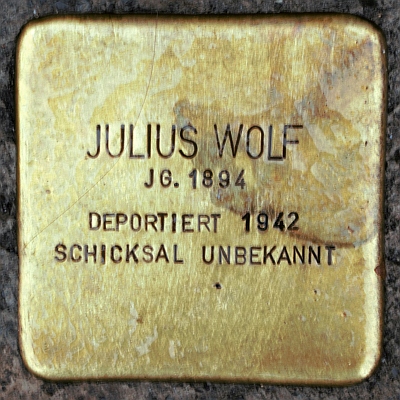 JULIUS WOLF
JG. 1894
DEPORTIERT 1942
SCHICKSAL UNBEKANNT
.